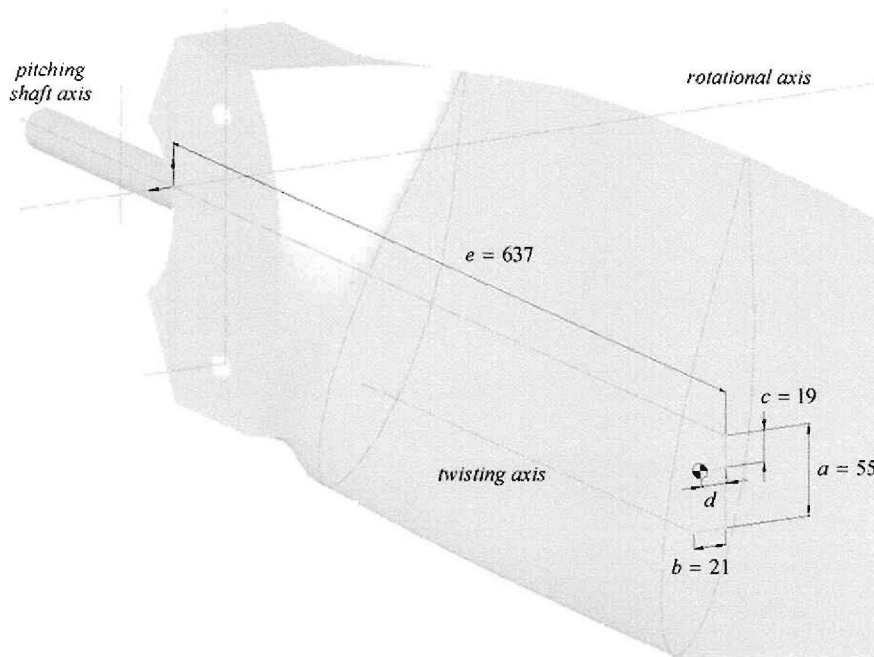 pitching
shaft axis
rotational axis
e = 637
c = 19
a = 55
twisting axis
d
b = 21